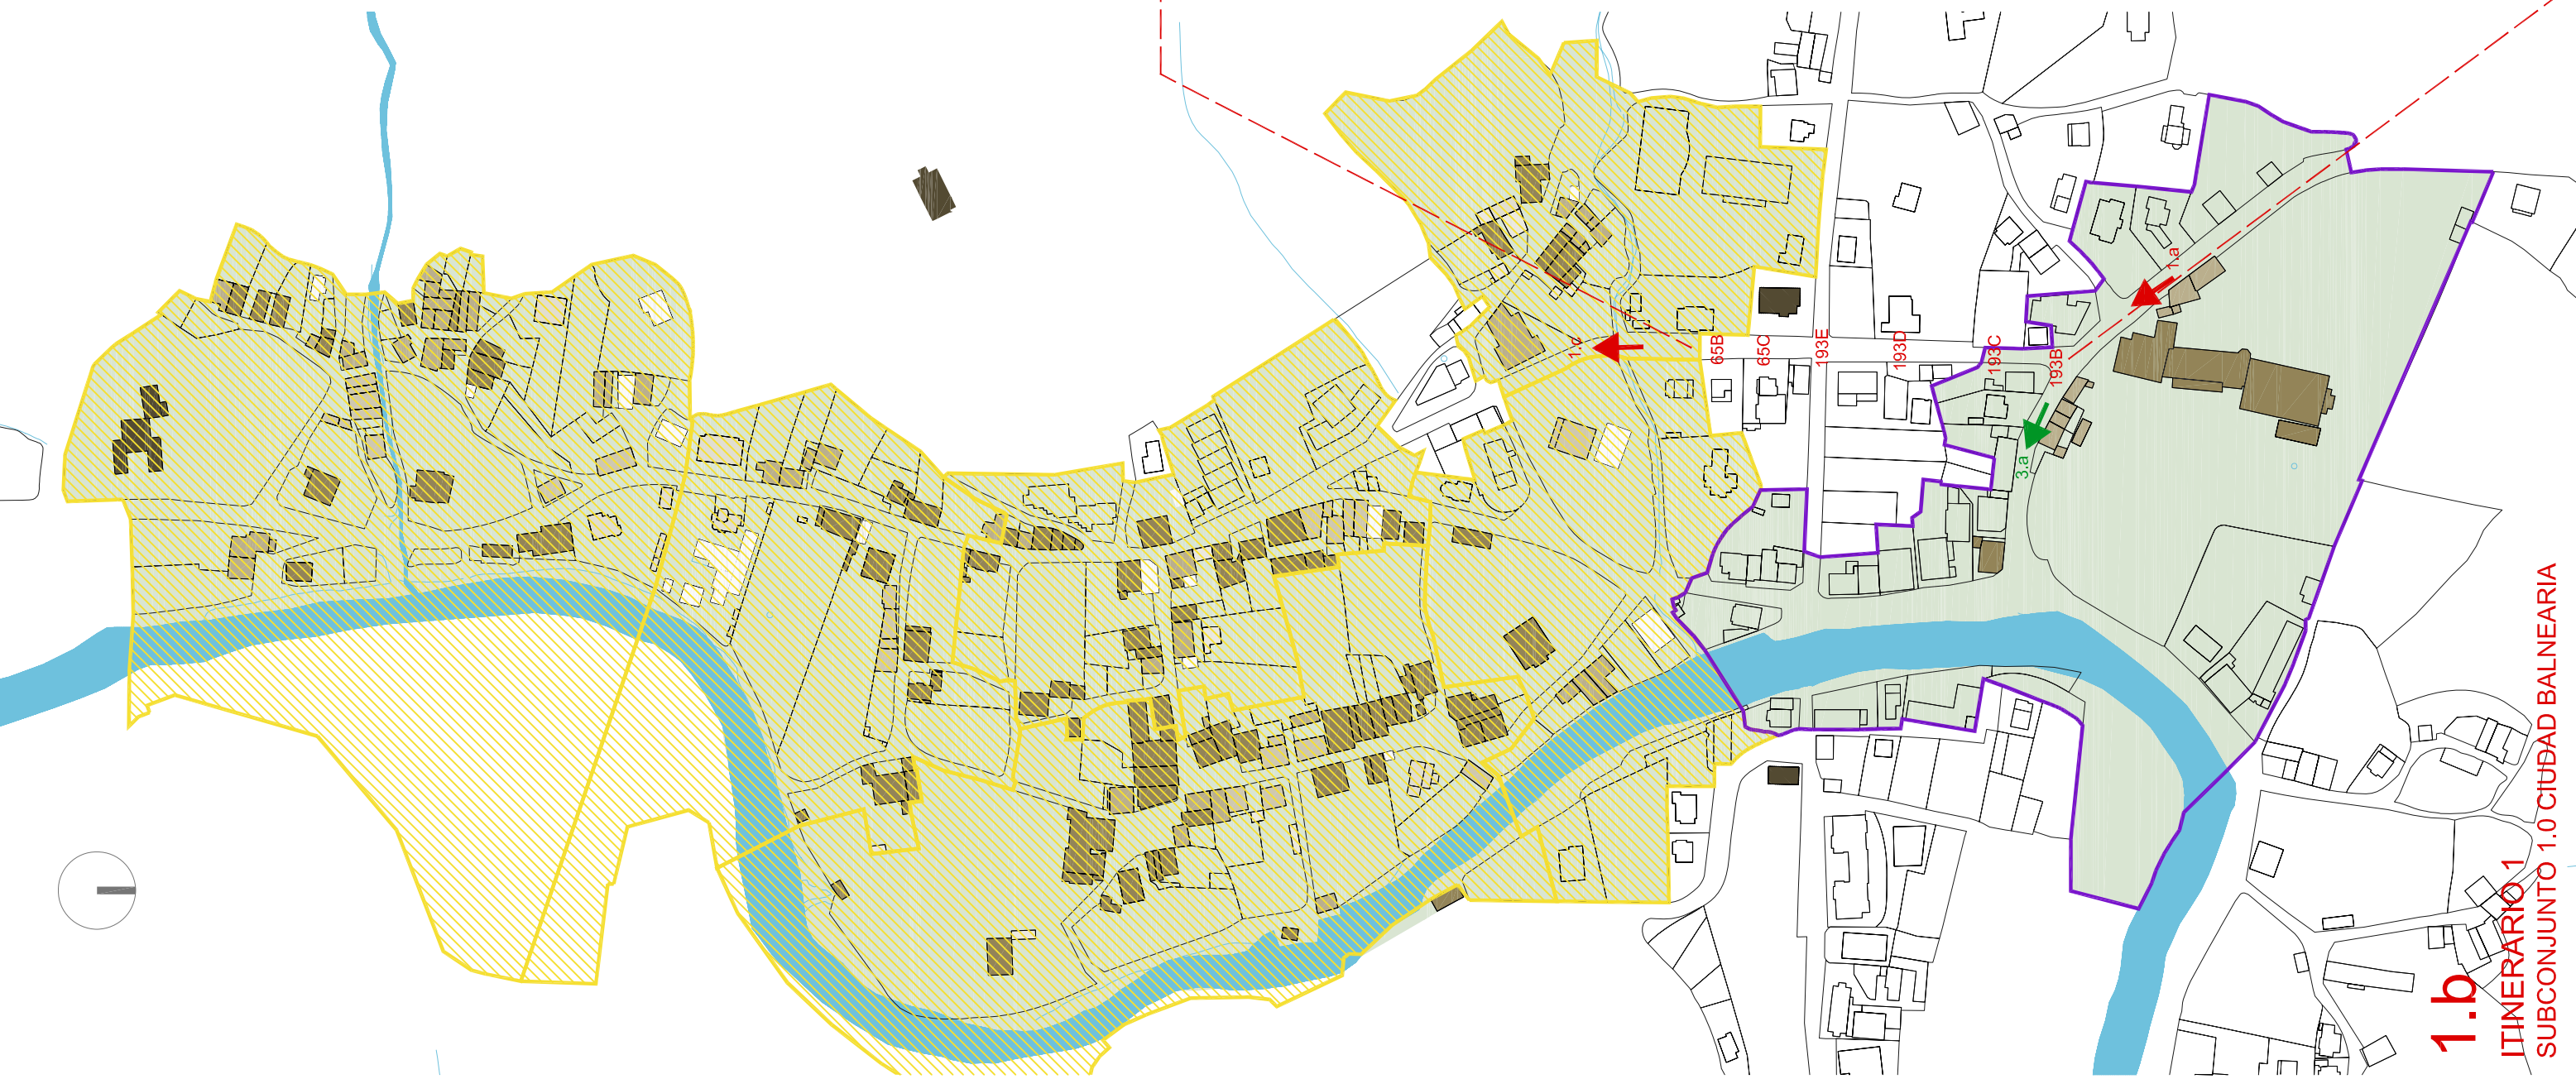 1.b
ITINERARIO 1
SUBCONJUNTO 1.0 CIUDAD BALNEARIA
1.c
65B
65C
193E
193D
193C
193B
1.a
3.a